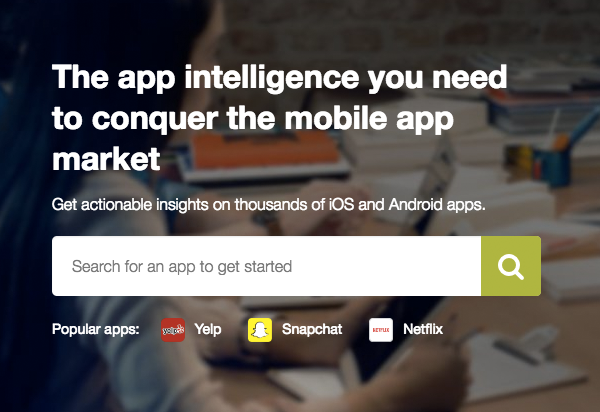 The app intelligence you need
to conquer the mobile app
market
Get actionable insights on thousands of iOS and Android apps.
Search for an app to get started
Popular apps: yelp Yelp Snapchat NETFLIX Netflix